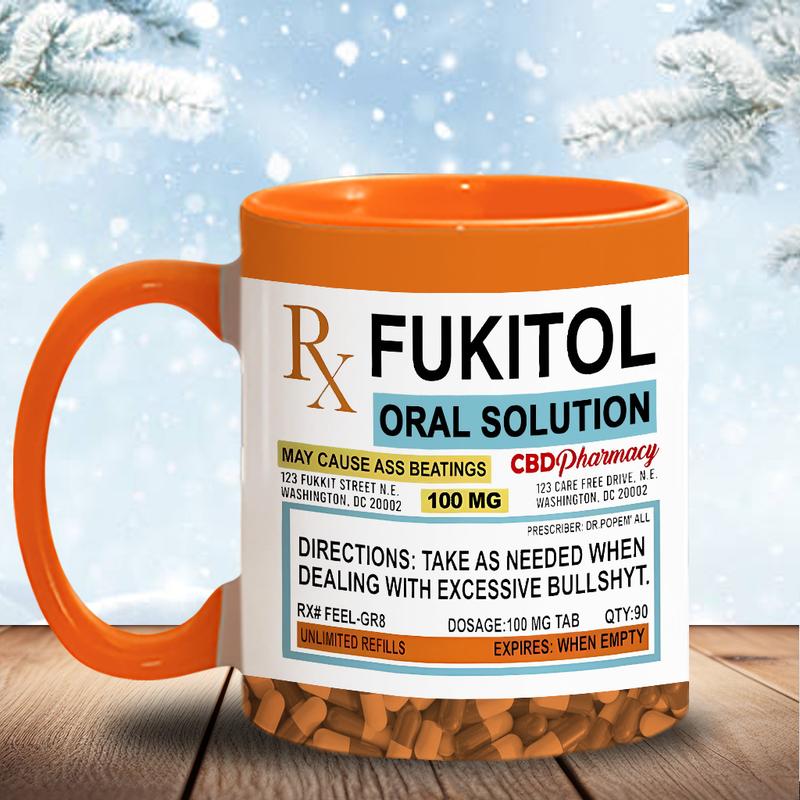 Rx FUKITOL
ORAL SOLUTION
MAY CAUSE ASS BEATINGS
CBD Pharmacy
123 FUKKIT STREET N.E.
WASHINGTON, DC 20002
100 MG
123 CARE FREE DRIVE, N.E.
WASHINGTON, DC 20002
PRESCRIBER: DR.POPEM' ALL
DIRECTIONS: TAKE AS NEEDED WHEN
DEALING WITH EXCESSIVE BULLSHYT.
RX# FEEL-GR8 DOSAGE:100 MG TAB QTY:90
UNLIMITED REFILLS EXPIRES: WHEN EMPTY